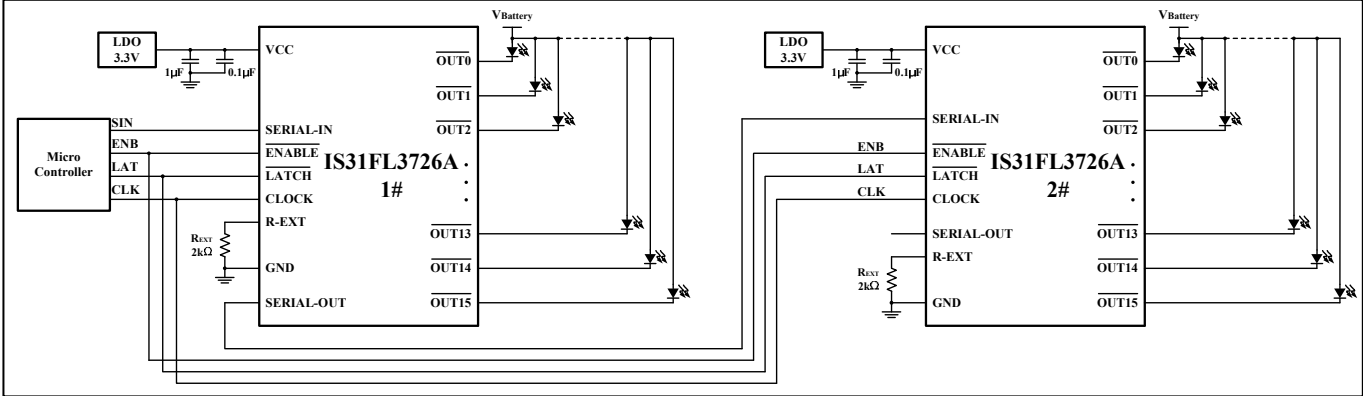 VBattery
LDO
3.3V
VCC
1µF
0.1µF
OUT0
OUT1
SIN
SERIAL-IN
OUT2
ENB
ENABLE
Micro
Controller
IS31FL3726A
1#
LAT
LATCH
CLK
CLOCK
R-EXT
REXT
2kΩ
OUT13
GND
OUT14
SERIAL-OUT
OUT15
VBattery
LDO
3.3V
VCC
1µF
0.1µF
OUT0
OUT1
SERIAL-IN
OUT2
ENB
ENABLE
IS31FL3726A
2#
LAT
LATCH
CLK
CLOCK
SERIAL-OUT
OUT13
R-EXT
REXT
2kΩ
OUT14
GND
OUT15